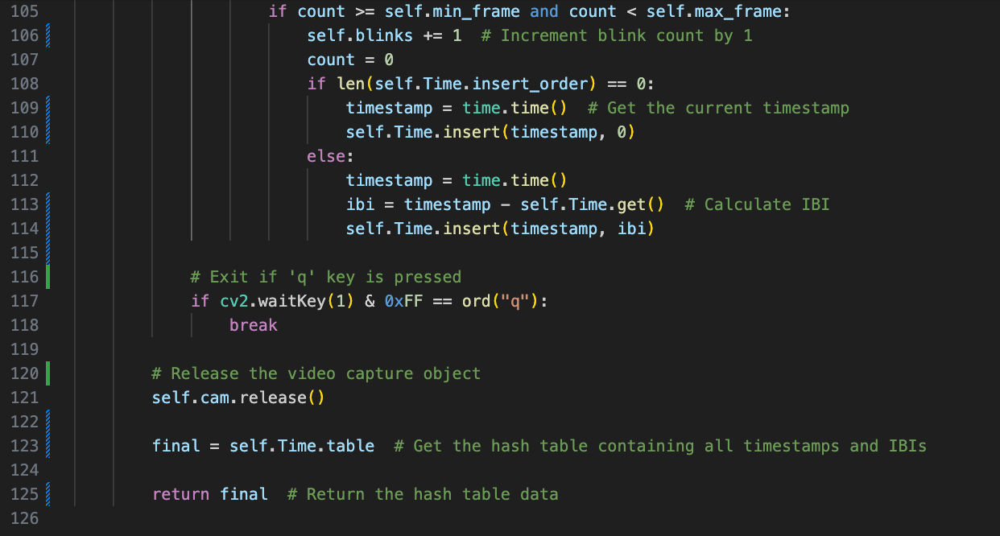 105 if count >= self.min_frame and count < self.max_frame:
106 self.blinks += 1  # Increment blink count by 1
107 count = 0
108 if len(self.Time.insert_order) == 0:
109 timestamp = time.time()  # Get the current timestamp
110 self.Time.insert(timestamp, 0)
111 else:
112 timestamp = time.time()
113 ibi = timestamp - self.Time.get()  # Calculate IBI
114 self.Time.insert(timestamp, ibi)
115
116 # Exit if 'q' key is pressed
117 if cv2.waitKey(1) & 0xFF == ord("q"):
118 break
119
120 # Release the video capture object
121 self.cam.release()
122
123 final = self.Time.table  # Get the hash table containing all timestamps and IBIs
124
125 return final  # Return the hash table data
126